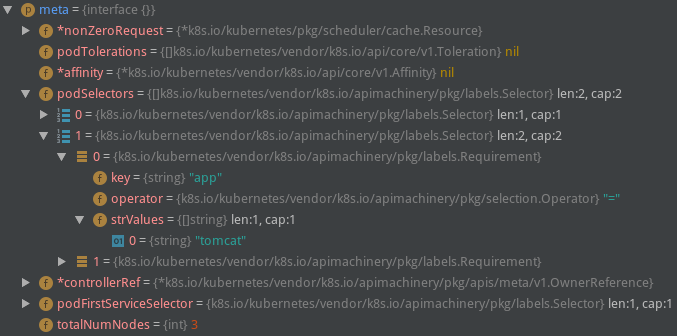 meta = {interface {}}
*nonZeroRequest = {*k8s.io/kubernetes/pkg/scheduler/cache.Resource}
podTolerations = {[]k8s.io/kubernetes/vendor/k8s.io/api/core/v1.Toleration} nil
*affinity = {*k8s.io/kubernetes/vendor/k8s.io/api/core/v1.Affinity} nil
podSelectors = {[]k8s.io/kubernetes/vendor/k8s.io/apimachinery/pkg/labels.Selector} len:2, cap:2
0 = {k8s.io/kubernetes/vendor/k8s.io/apimachinery/pkg/labels.Selector} len:1, cap:1
1 = {k8s.io/kubernetes/vendor/k8s.io/apimachinery/pkg/labels.Selector} len:2, cap:2
0 = {k8s.io/kubernetes/vendor/k8s.io/apimachinery/pkg/labels.Requirement}
key = {string} "app"
operator = {k8s.io/kubernetes/vendor/k8s.io/apimachinery/pkg/selection.Operator} "="
strValues = {[]string} len:1, cap:1
0 = {string} "tomcat"
1 = {k8s.io/kubernetes/vendor/k8s.io/apimachinery/pkg/labels.Requirement}
*controllerRef = {*k8s.io/kubernetes/vendor/k8s.io/apimachinery/pkg/apis/meta/v1.OwnerReference}
podFirstServiceSelector = {k8s.io/kubernetes/vendor/k8s.io/apimachinery/pkg/labels.Selector} len:1, cap:1
totalNumNodes = {int} 3